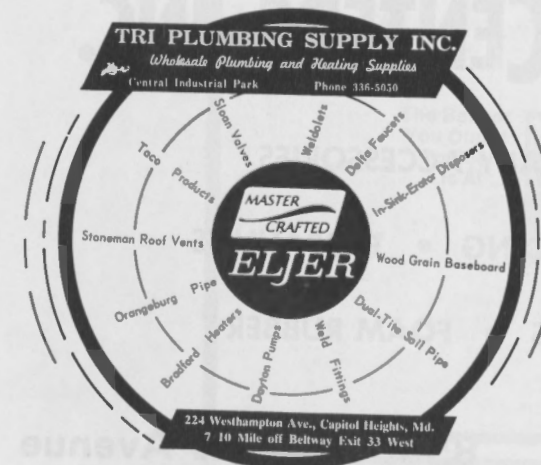 TRI PLUMBING SUPPLY INC.
Wholesale Plumbing and Heating Supplies
Central Industrial Park Phone 336-5050
Sloan Valves
Weldolets
Delta Faucets
In-Sink-Erator Disposers
Wood Grain Baseboard
Dual-Tite Soil Pipe
Weld Fittings
Dayton Pumps
Bradford Heaters
Orangeburg Pipe
Stoneman Roof Vents
Taco Products
MASTER
CRAFTED
ELJER
224 Westhampton Ave., Capitol Heights, Md.
7 10 Mile off Beltway Exit 33 West
FOAM RUBBER
Avenue